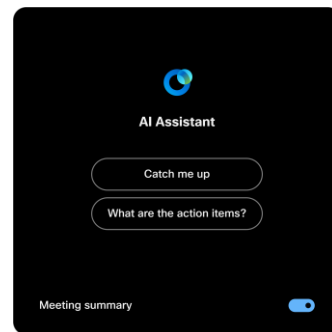 AI Assistant
Catch me up
What are the action items?
Meeting summary